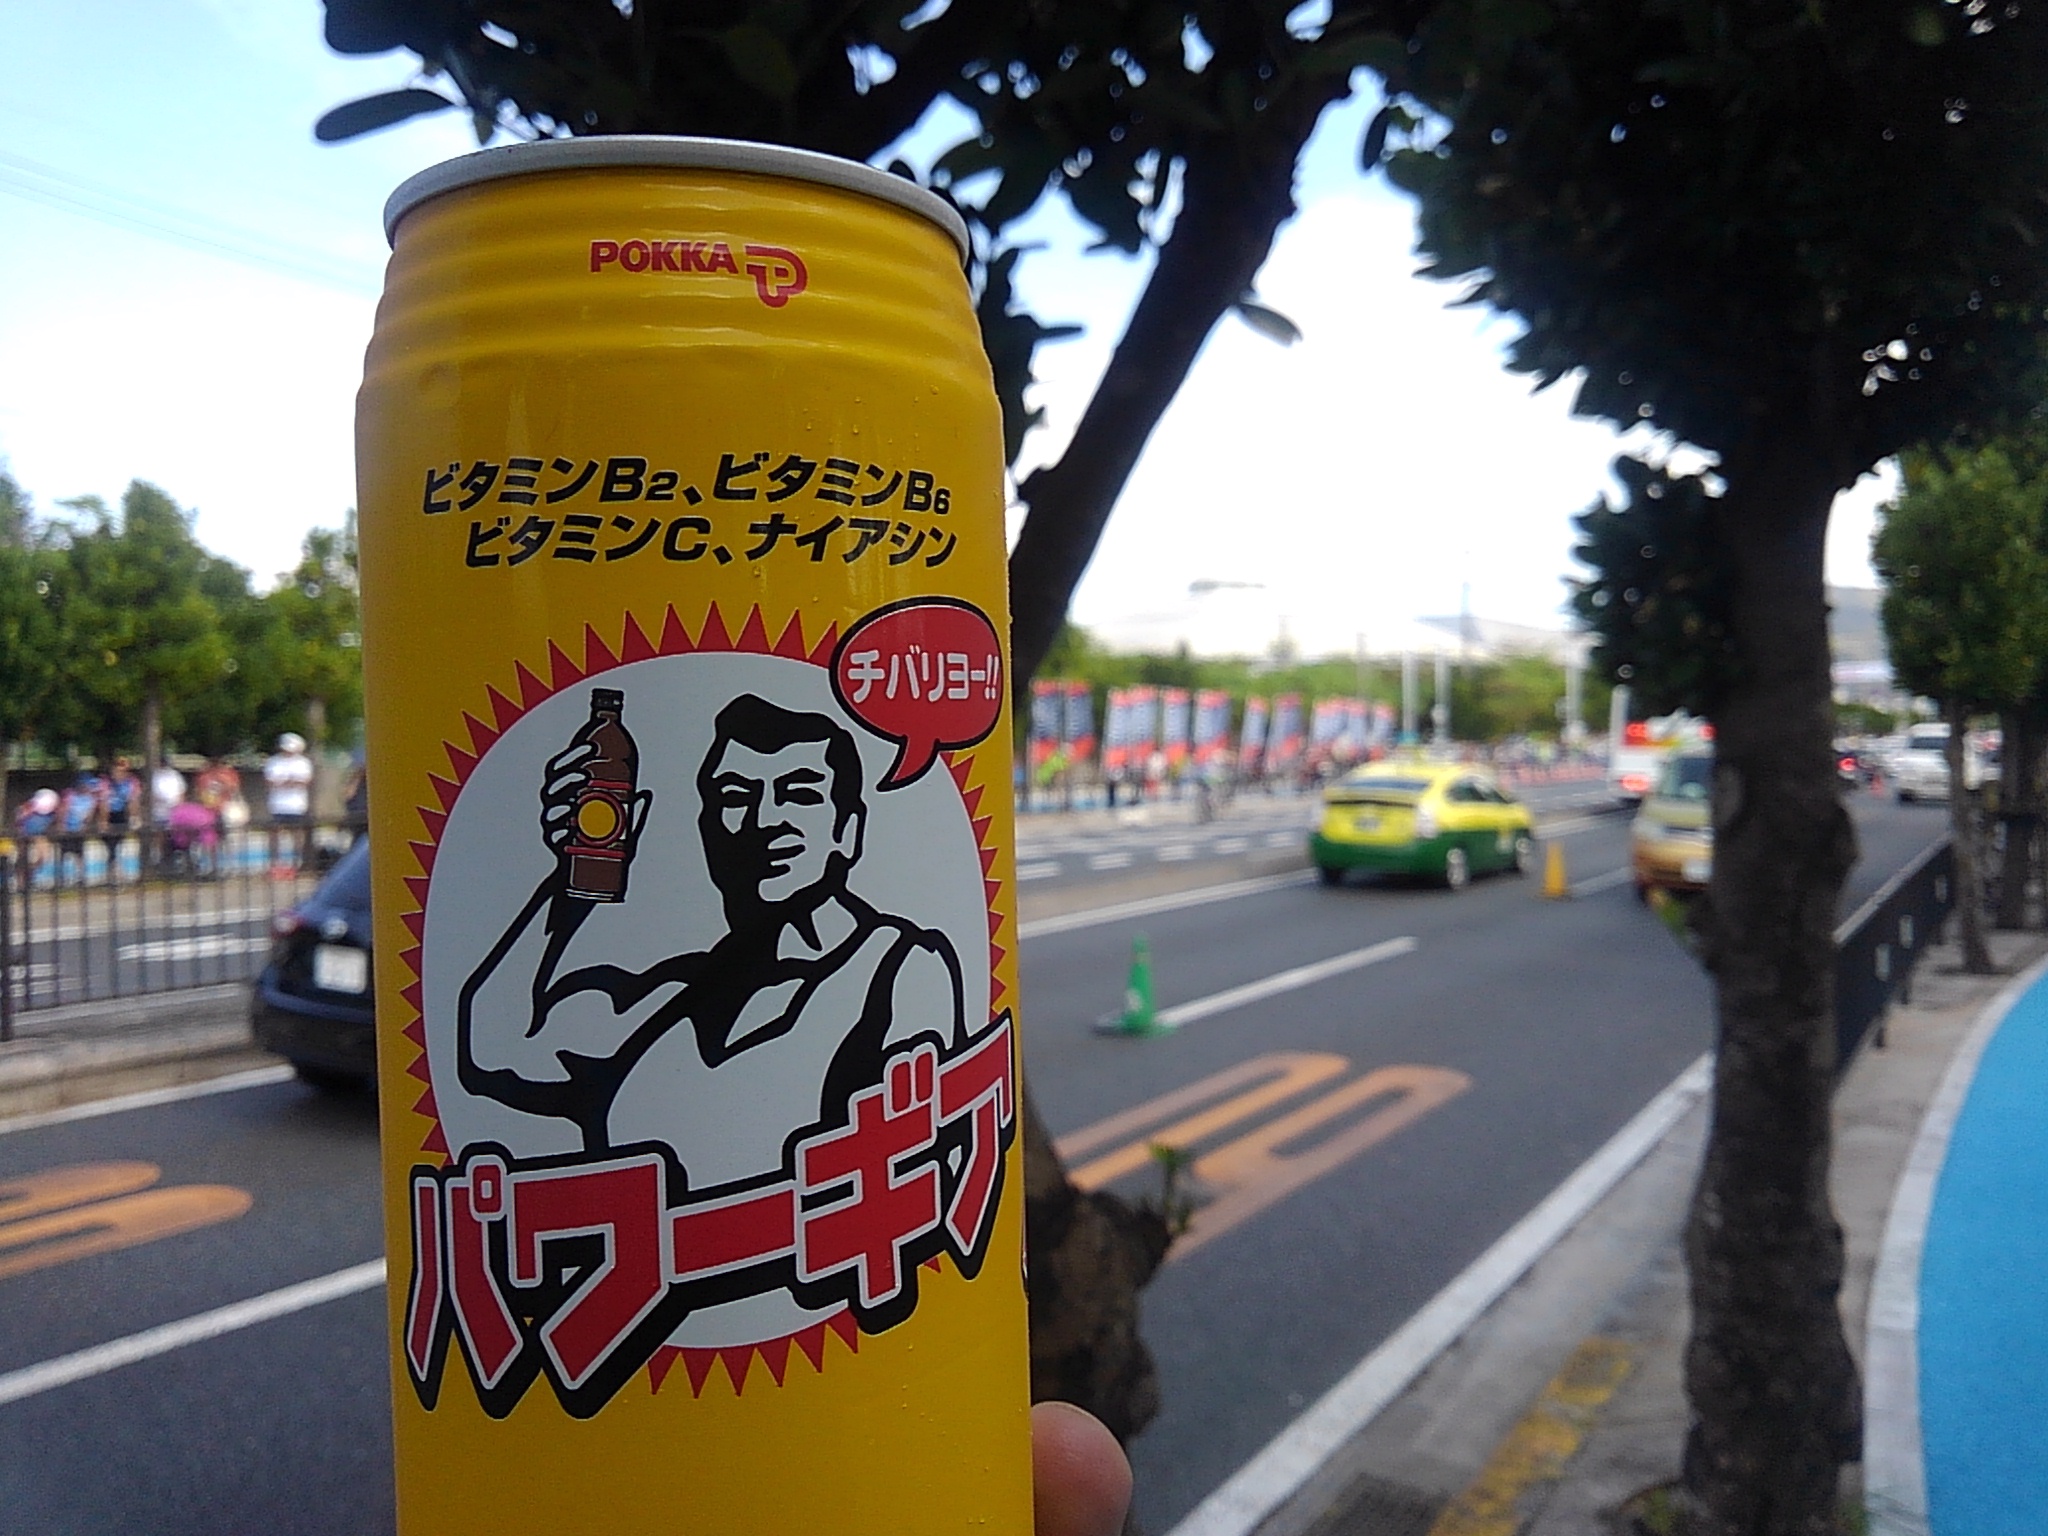 POKKA
ビタミンB2、ビタミンB6
ビタミンC、ナイアシン
チバリヨー!!
パワーギア